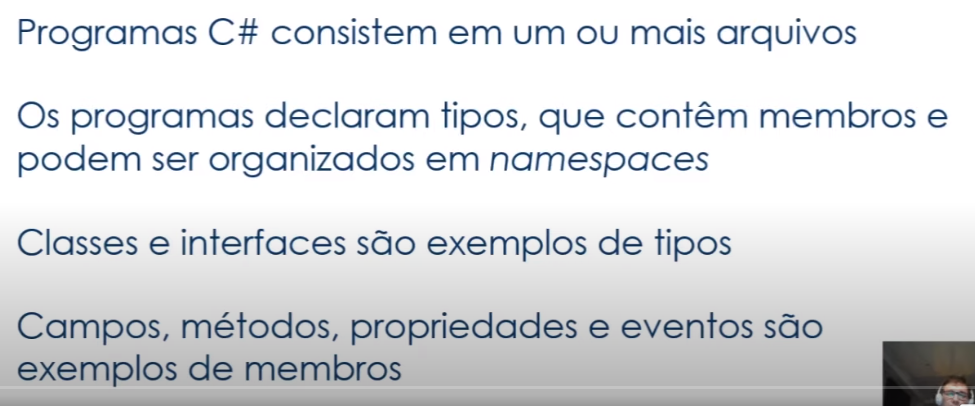 Programas C# consistem em um ou mais arquivos
Os programas declaram tipos, que contêm membros e
podem ser organizados em namespaces
Classes e interfaces são exemplos de tipos
Campos, métodos, propriedades e eventos são
exemplos de membros